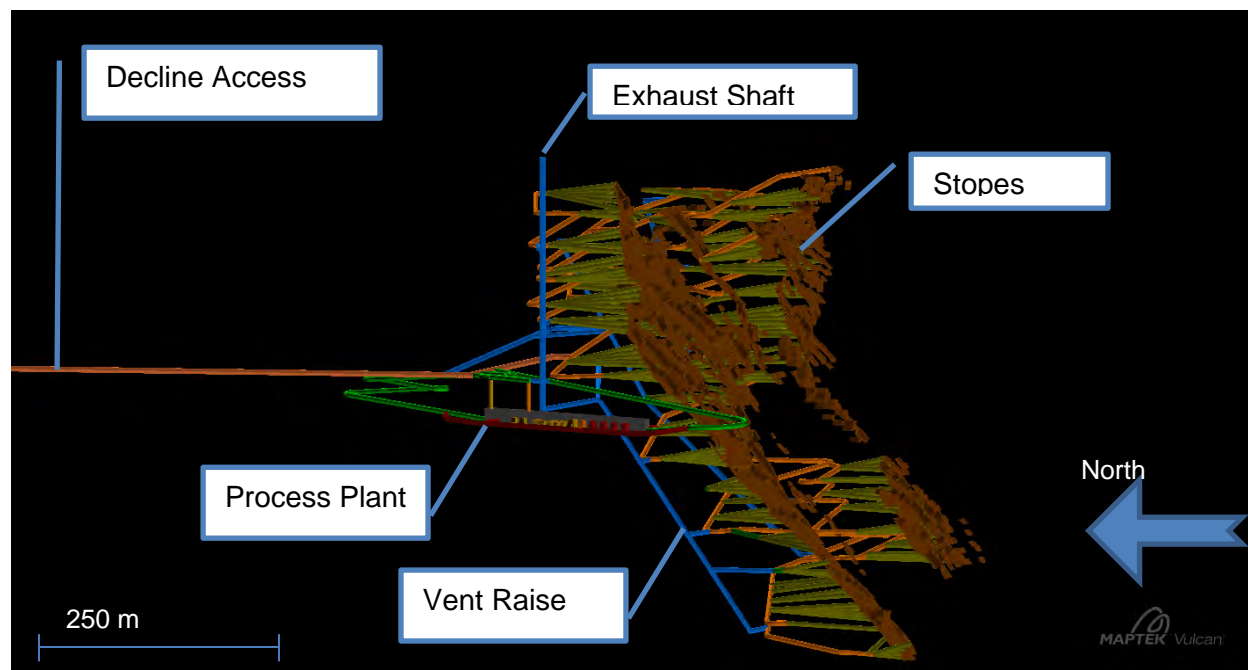 Decline Access
Exhaust Shaft
Stopes
Process Plant
North
Vent Raise
250 m
MAPTEK Vulcan